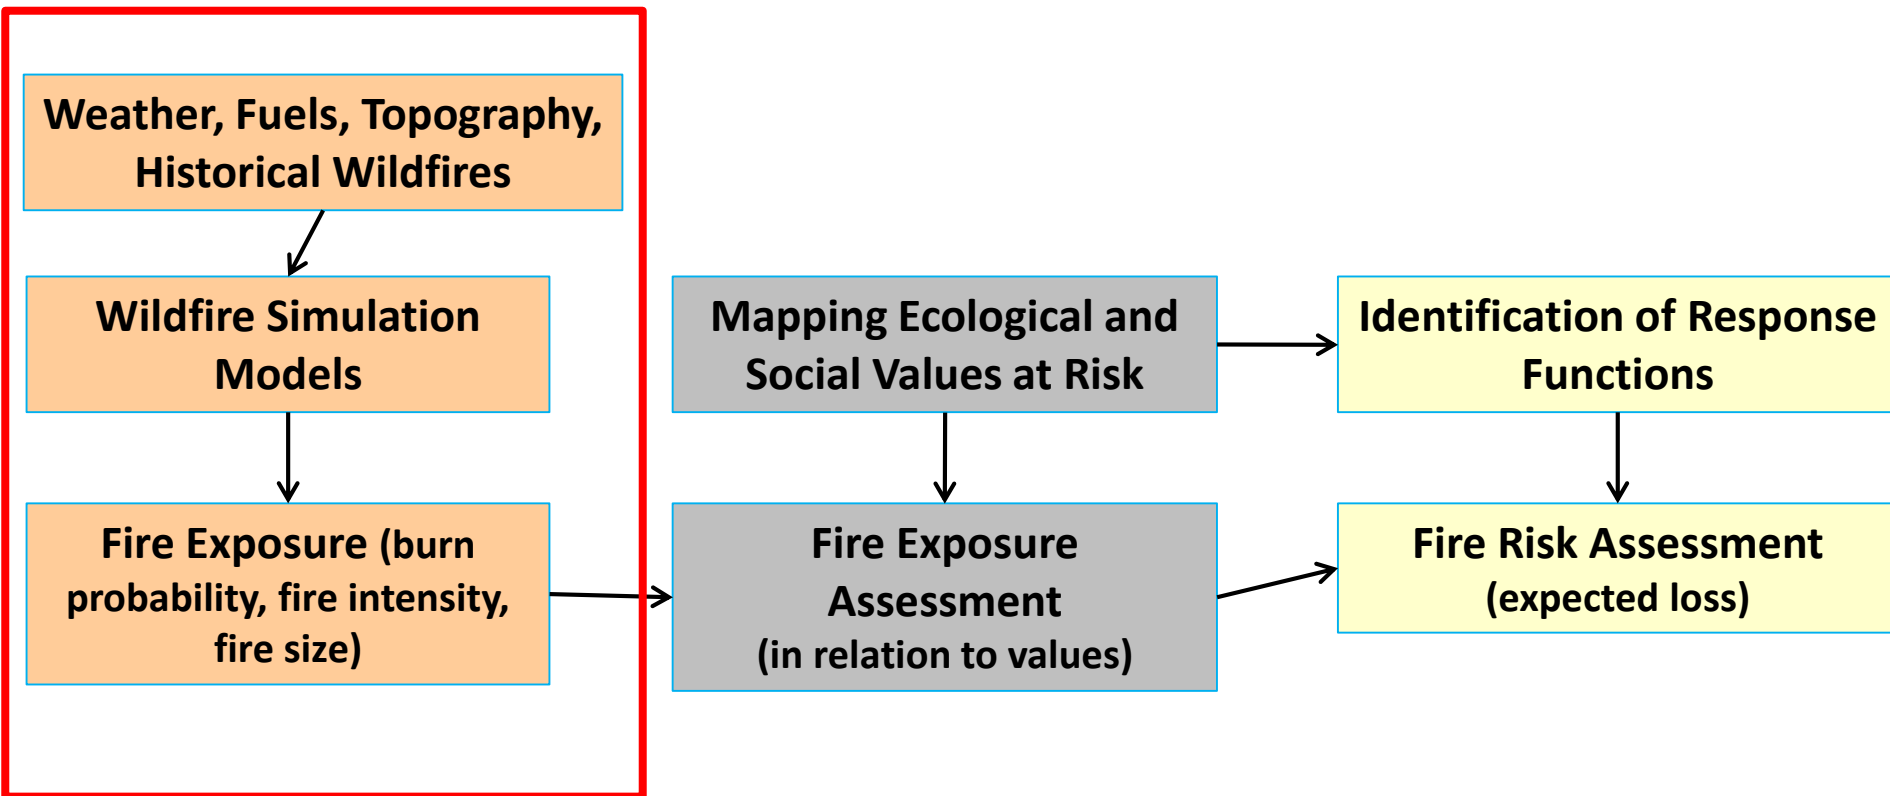 Weather, Fuels, Topography,
Historical Wildfires
Wildfire Simulation
Models
Fire Exposure (burn
probability, fire intensity,
fire size)
Mapping Ecological and
Social Values at Risk
Fire Exposure
Assessment
(in relation to values)
Identification of Response
Functions
Fire Risk Assessment
(expected loss)